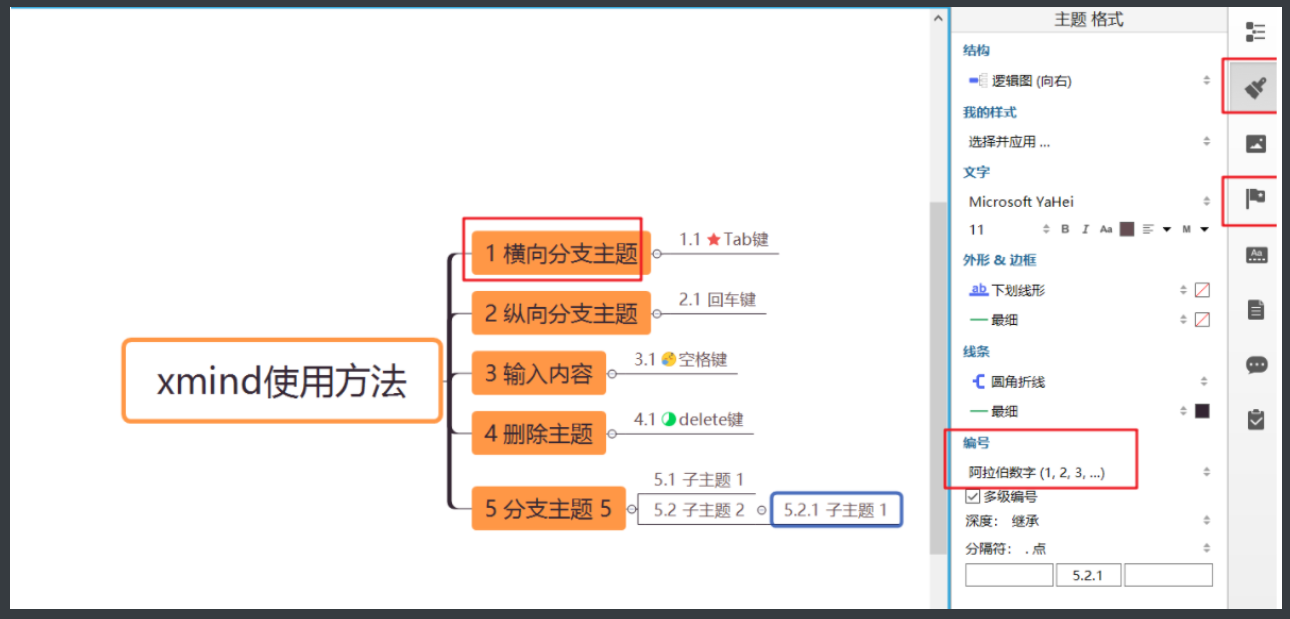 xmind使用方法
1 横向分支主题
1.1 Tab键
2 纵向分支主题
2.1 回车键
3 输入内容
3.1 空格键
4 删除主题
4.1 delete键
5 分支主题 5
5.1 子主题 1
5.2 子主题 2
5.2.1 子主题 1
主题 格式
结构
逻辑图 (向右)
我的样式
选择并应用 ...
文字
Microsoft YaHei
11 B I Aa M
外形 & 边框
ab 下划线形
最细
线条
圆角折线
最细
编号
阿拉伯数字 (1, 2, 3, ...)
多级编号
深度： 继承
分隔符： . 点
5.2.1
Aa